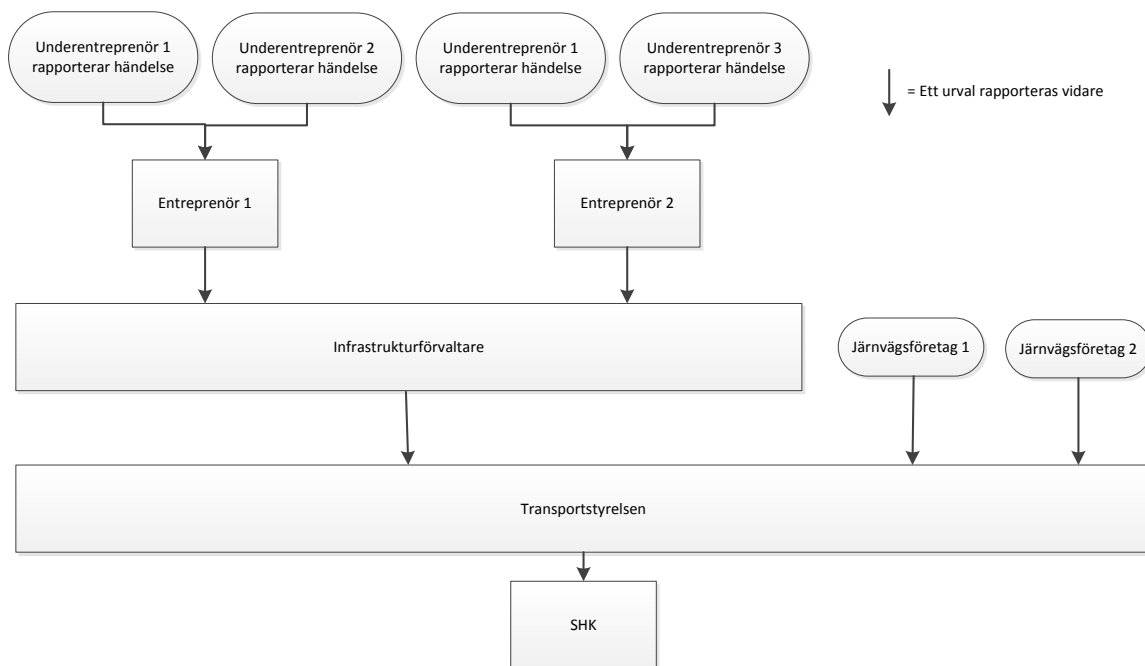 Underentreprenör 1
rapporterar händelse
Underentreprenör 2
rapporterar händelse
Underentreprenör 1
rapporterar händelse
Underentreprenör 3
rapporterar händelse
= Ett urval rapporteras vidare
Entreprenör 1
Entreprenör 2
Infrastrukturförvaltare
Järnvägsföretag 1
Järnvägsföretag 2
Transportstyrelsen
SHK